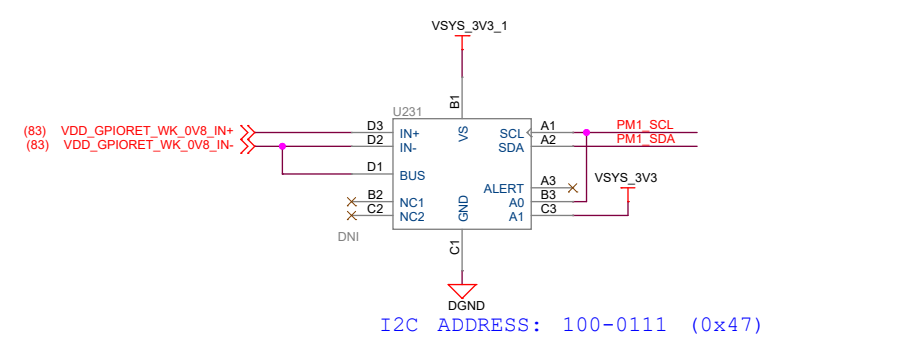 VSYS_3V3_1
U231
B1
(83) VDD_GPIORET_WK_0V8_IN+ D3 IN+ VS SCL A1 PM1_SCL
(83) VDD_GPIORET_WK_0V8_IN- D2 IN- SDA A2 PM1_SDA
D1 BUS
ALERT A3 VSYS_3V3
B2 NC1 A0 B3
C2 NC2 GND A1 C3
DNI
C1
DGND
I2C ADDRESS: 100-0111 (0x47)